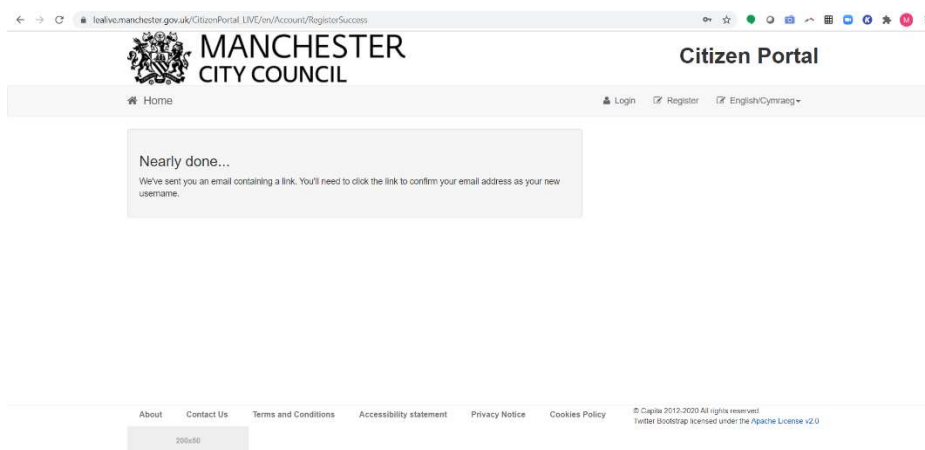 lealive.manchester.gov.uk/CitizenPortal_LIVE/en/Account/RegisterSuccess
M
MANCHESTER
CITY COUNCIL
Citizen Portal
Home
Login Register English/Cymraeg
Nearly done...
We've sent you an email containing a link. You'll need to click the link to confirm your email address as your new
username.
About Contact Us Terms and Conditions Accessibility statement Privacy Notice Cookies Policy
© Capita 2012-2020 All rights reserved.
Twitter Bootstrap licensed under the Apache License v2.0
200x60